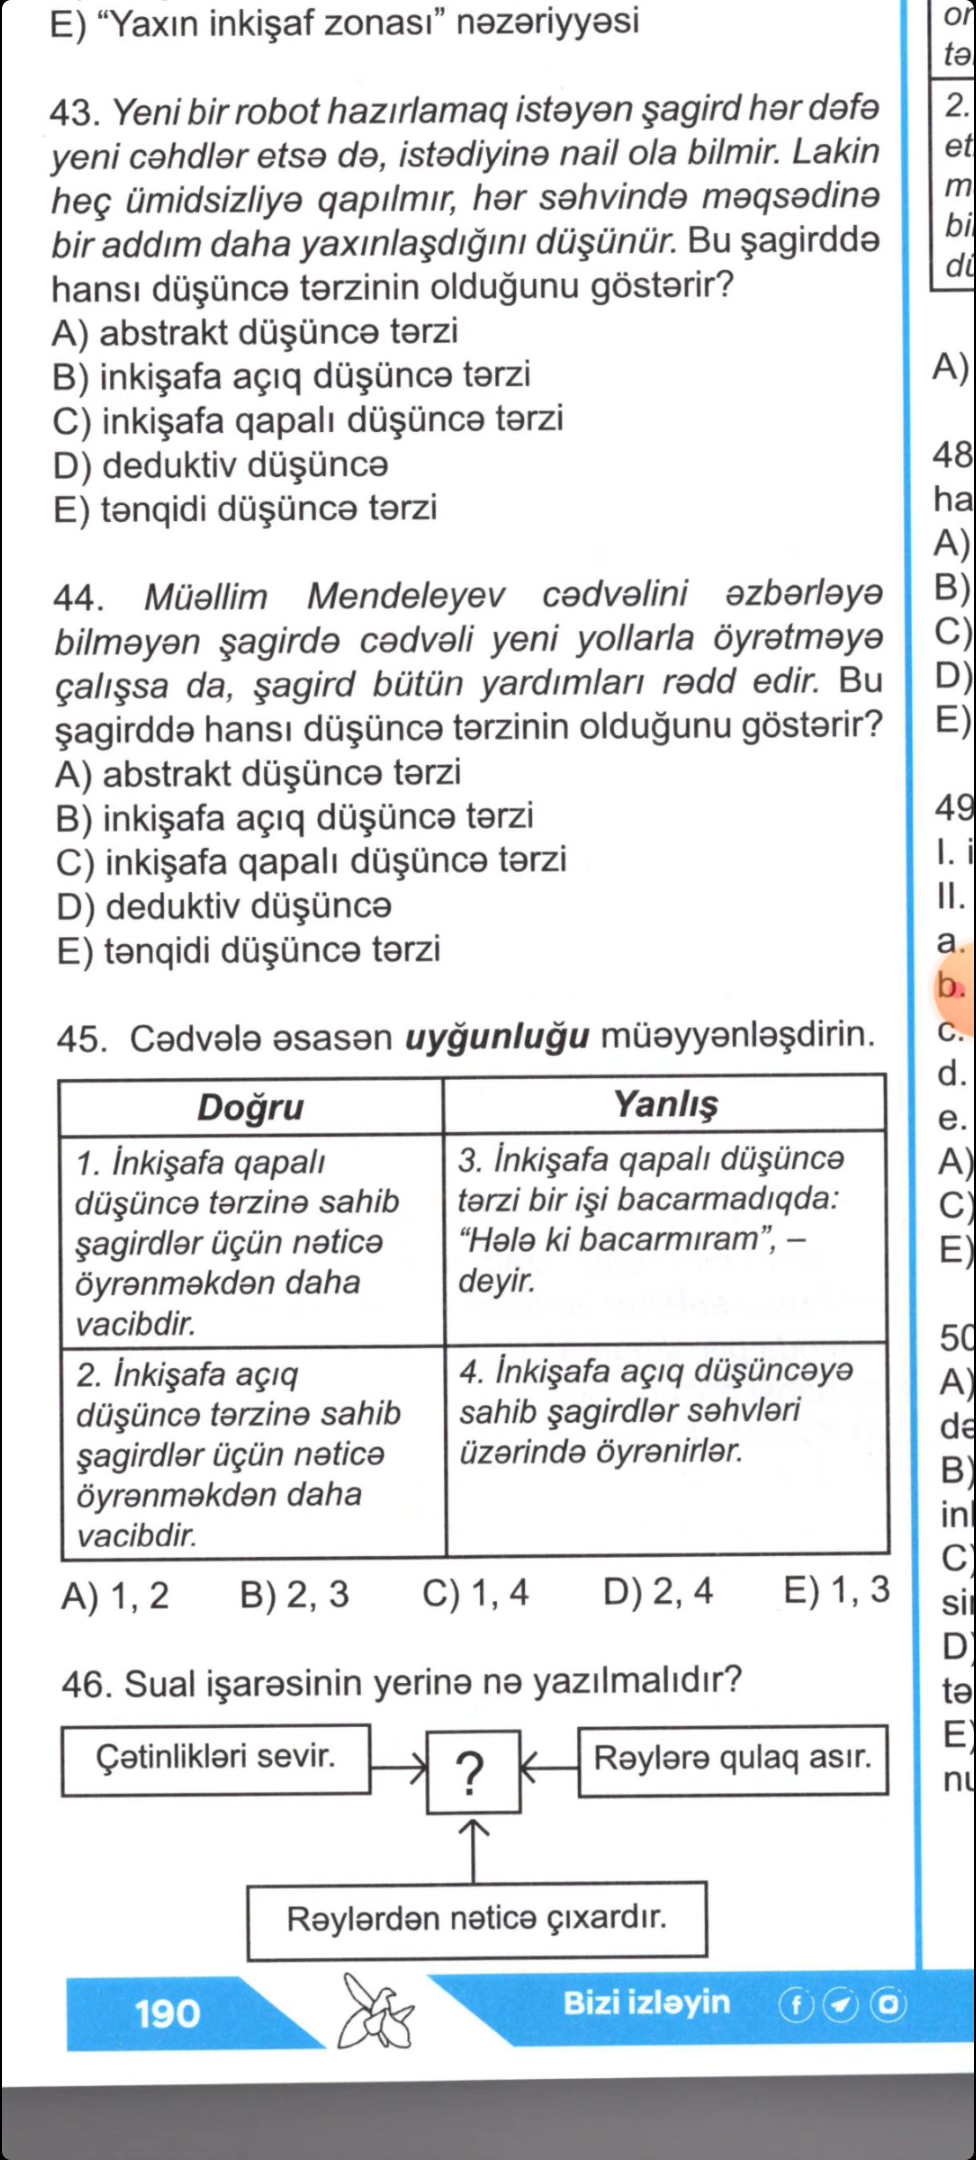 E) “Yaxın inkişaf zonası” nəzəriyyəsi
43. Yeni bir robot hazırlamaq istəyən şagird hər dəfə
yeni cəhdlər etsə də, istədiyinə nail ola bilmir. Lakin
heç ümidsizliyə qapılmır, hər səhvində məqsədinə
bir addım daha yaxınlaşdığını düşünür. Bu şagirddə
hansı düşüncə tərzinin olduğunu göstərir?
A) abstrakt düşüncə tərzi
B) inkişafa açıq düşüncə tərzi
C) inkişafa qapalı düşüncə tərzi
D) deduktiv düşüncə
E) tənqidi düşüncə tərzi
44. Müəllim Mendeleyev cədvəlini əzbərləyə
bilməyən şagirdə cədvəli yeni yollarla öyrətməyə
çalışsa da, şagird bütün yardımları rədd edir. Bu
şagirddə hansı düşüncə tərzinin olduğunu göstərir?
A) abstrakt düşüncə tərzi
B) inkişafa açıq düşüncə tərzi
C) inkişafa qapalı düşüncə tərzi
D) deduktiv düşüncə
E) tənqidi düşüncə tərzi
45. Cədvələ əsasən uyğunluğu müəyyənləşdirin.
Doğru
Yanlış
1. İnkişafa qapalı
düşüncə tərzinə sahib
şagirdlər üçün nəticə
öyrənməkdən daha
vacibdir.
3. İnkişafa qapalı düşüncə
tərzi bir işi bacarmadıqda:
“Hələ ki bacarmıram”, –
deyir.
2. İnkişafa açıq
düşüncə tərzinə sahib
şagirdlər üçün nəticə
öyrənməkdən daha
vacibdir.
4. İnkişafa açıq düşüncəyə
sahib şagirdlər səhvləri
üzərində öyrənirlər.
A) 1, 2 B) 2, 3 C) 1, 4 D) 2, 4 E) 1, 3
46. Sual işarəsinin yerinə nə yazılmalıdır?
Çətinlikləri sevir.
?
Rəylərə qulaq asır.
Rəylərdən nəticə çıxardır.
190
Bizi izləyin
2.
A)
48
A)
B)
C)
D)
E)
49
I.
II.
a.
b.
c.
d.
e.
A)
C)
E)
50
A)
B)
C)
D)
E)